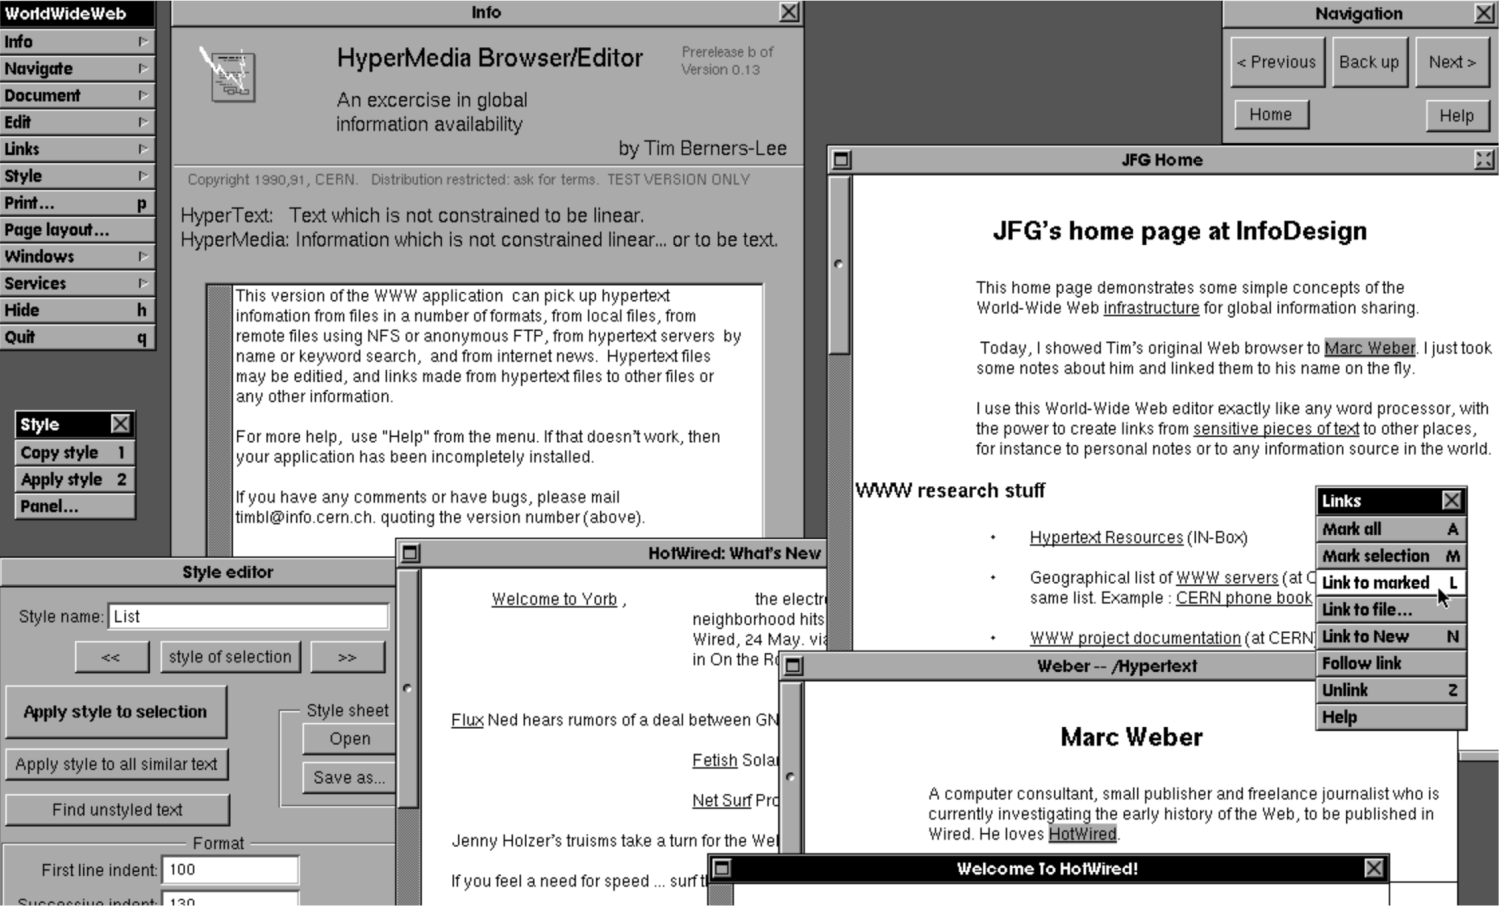 WorldWideWeb
Info
Navigate
Document
Edit
Links
Style
Print... p
Page layout...
Windows
Services
Hide h
Quit q
Style
Copy style 1
Apply style 2
Panel...
Info
HyperMedia Browser/Editor
Prerelease b of
Version 0.13
An excercise in global
information availability
by Tim Berners-Lee
Copyright 1990,91, CERN. Distribution restricted: ask for terms. TEST VERSION ONLY
HyperText: Text which is not constrained to be linear.
HyperMedia: Information which is not constrained linear... or to be text.
This version of the WWW application can pick up hypertext
infomation from files in a number of formats, from local files, from
remote files using NFS or anonymous FTP, from hypertext servers by
name or keyword search, and from internet news. Hypertext files
may be editied, and links made from hypertext files to other files or
any other information.
For more help, use "Help" from the menu. If that doesn't work, then
your application has been incompletely installed.
If you have any comments or have bugs, please mail
timbl@info.cern.ch. quoting the version number (above).
Navigation
< Previous
Back up
Next >
Home
Help
JFG Home
JFG's home page at InfoDesign
This home page demonstrates some simple concepts of the
World-Wide Web infrastructure for global information sharing.
Today, I showed Tim's original Web browser to Marc Weber. I just took
some notes about him and linked them to his name on the fly.
I use this World-Wide Web editor exactly like any word processor, with
the power to create links from sensitive pieces of text to other places,
for instance to personal notes or to any information source in the world.
WWW research stuff
• Hypertext Resources (IN-Box)
• Geographical list of WWW servers (at C
same list. Example : CERN phone book
• WWW project documentation (at CERN)
Links
Mark all A
Mark selection M
Link to marked L
Link to file...
Link to New N
Follow link
Unlink Z
Help
Style editor
Style name: List
<<
style of selection
>>
Apply style to selection
Apply style to all similar text
Find unstyled text
Style sheet
Open
Save as...
Format
First line indent: 100
Successive indent: 130
HotWired: What's New
Welcome to Yorb , the electro
neighborhood hits
Wired, 24 May. via
in On the Ro
Flux Ned hears rumors of a deal between GN
Fetish Sola
Net Surf Pro
Jenny Holzer's truisms take a turn for the Wel
If you feel a need for speed ... surf t
Weber -- /Hypertext
Marc Weber
A computer consultant, small publisher and freelance journalist who is
currently investigating the early history of the Web, to be published in
Wired. He loves HotWired.
Welcome To HotWired!